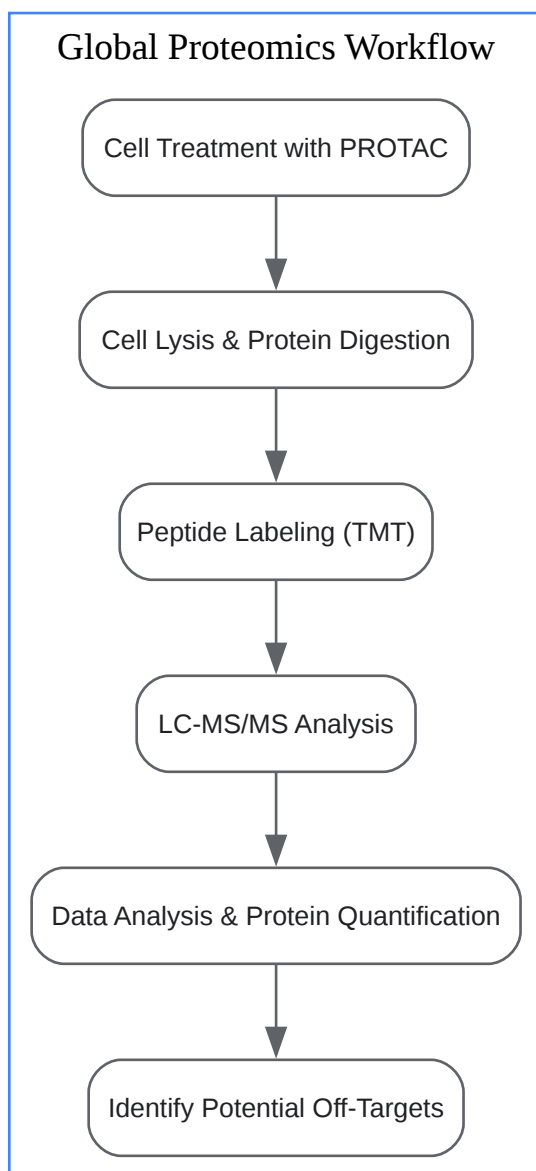 Global Proteomics Workflow
Cell Treatment with PROTAC
Cell Lysis & Protein Digestion
Peptide Labeling (TMT)
LC-MS/MS Analysis
Data Analysis & Protein Quantification
Identify Potential Off-Targets